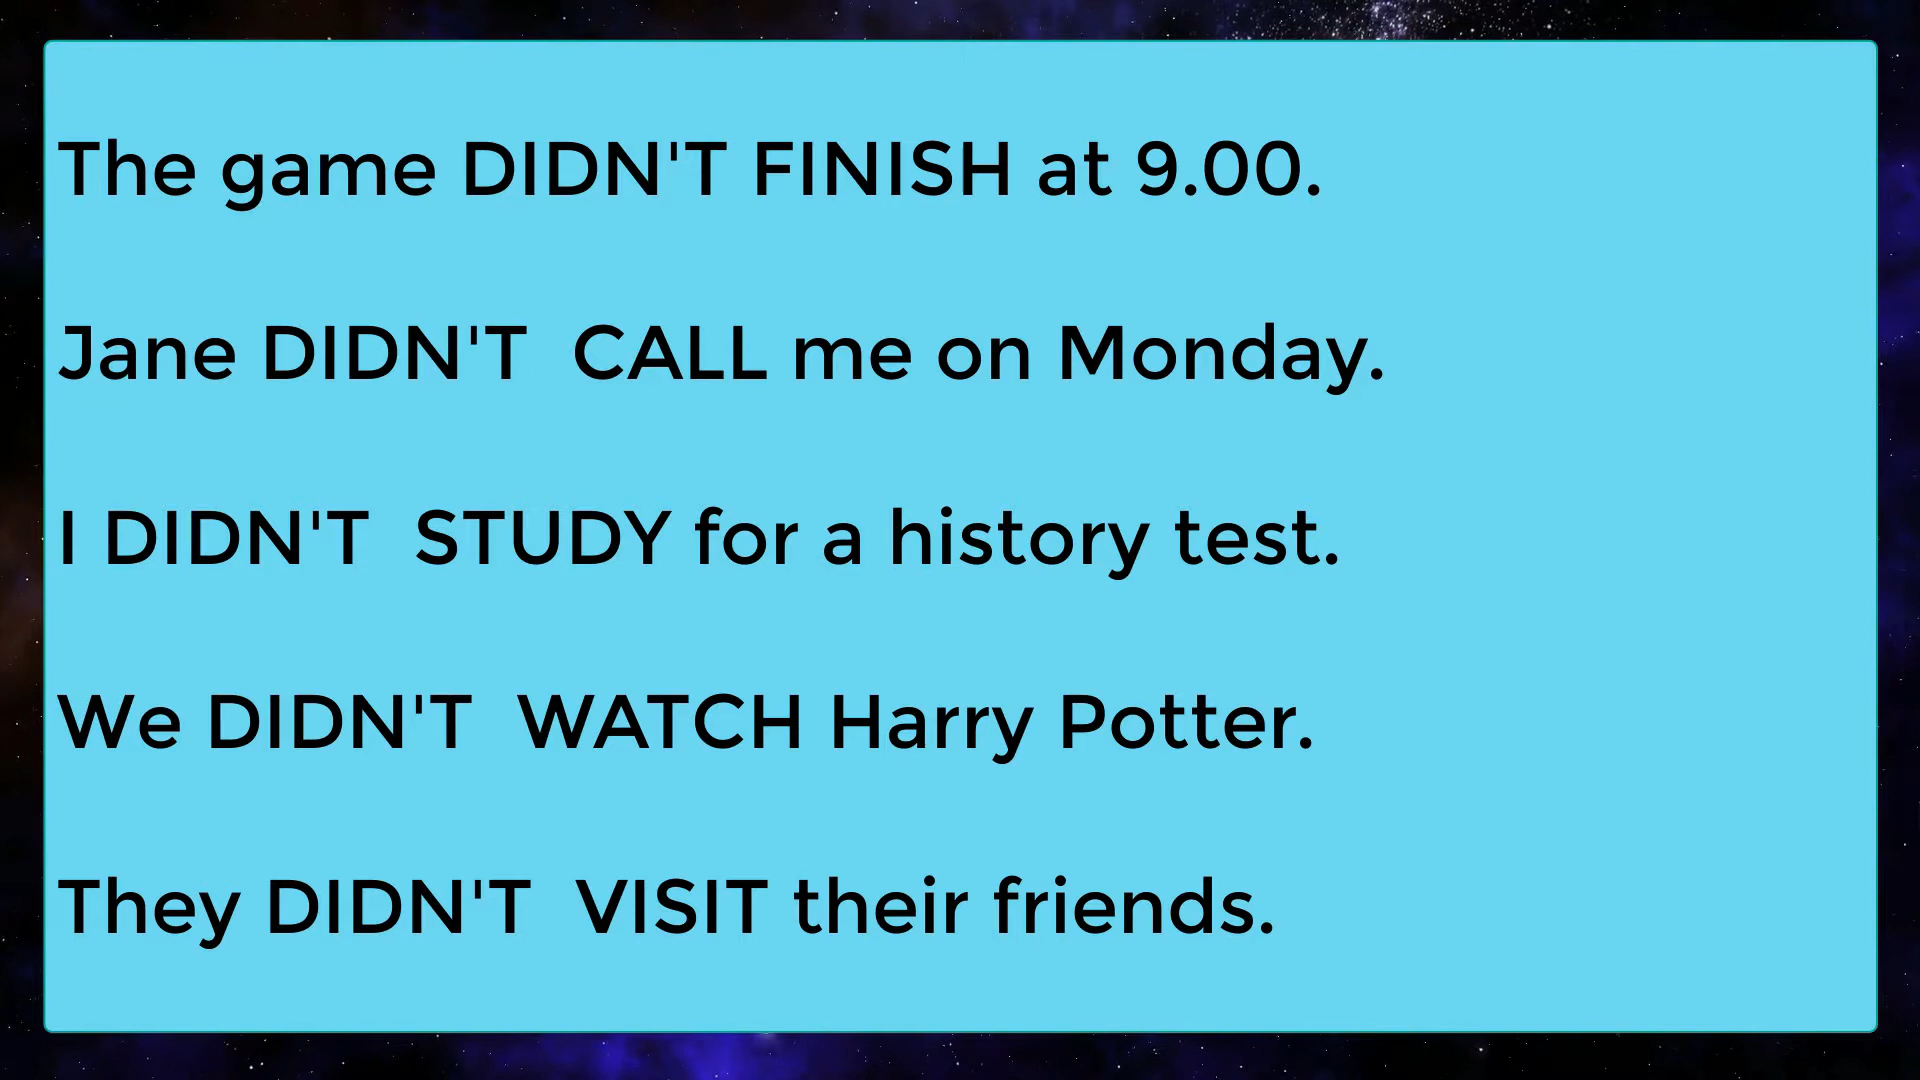 The game DIDN'T FINISH at 9.00.
Jane DIDN'T  CALL me on Monday.
I DIDN'T  STUDY for a history test.
We DIDN'T  WATCH Harry Potter.
They DIDN'T  VISIT their friends.